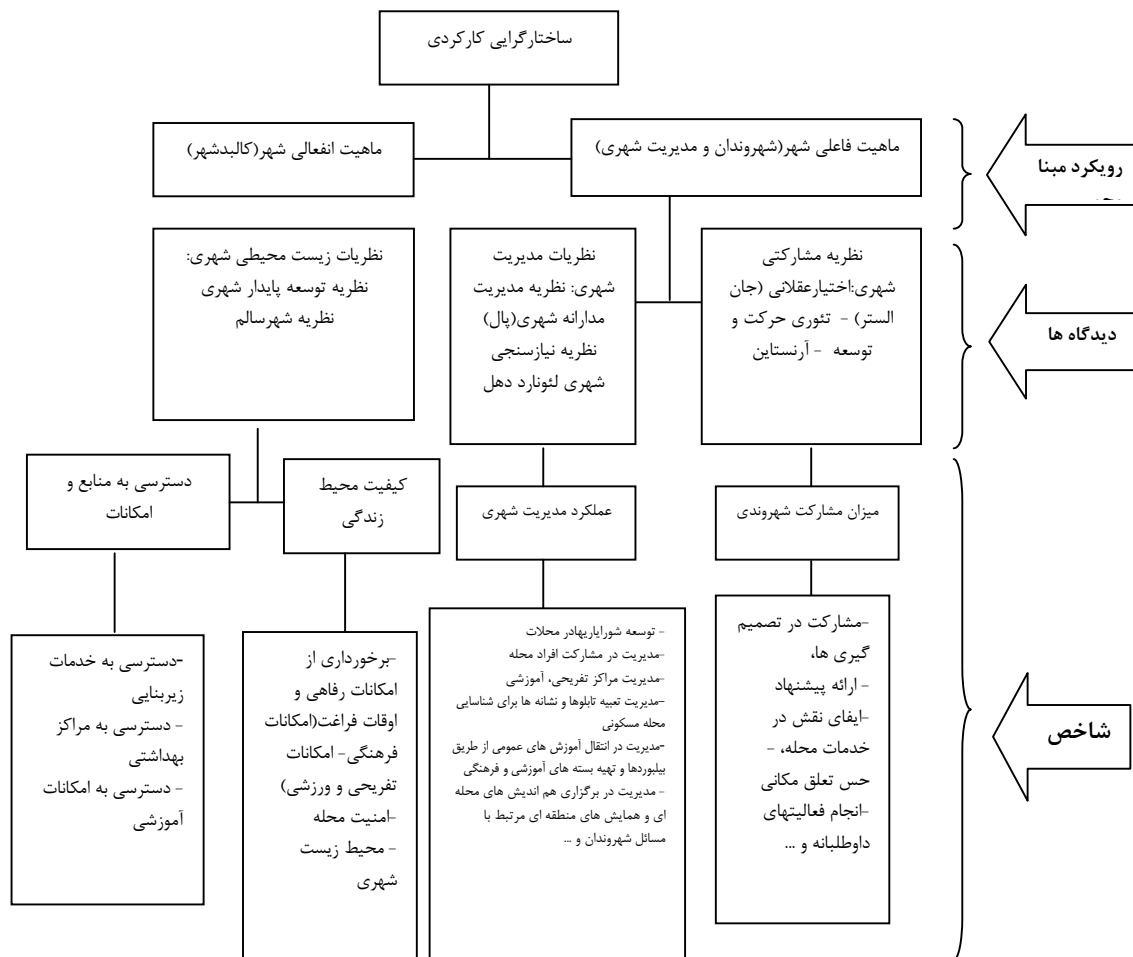 ساختارگرایی کارکردی
ماهیت فاعلی شهر(شهروندان و مدیریت شهری)
ماهیت انفعالی شهر(کالبدشهر)
رویکرد مبنا
نظریه مشارکتی
شهری:اختیارعقلانی (جان
الستر) - تئوری حرکت و
توسعه - آرنستاین
نظریات مدیریت
شهری: نظریه مدیریت
مدارانه شهری(پال)
نظریه نیازسنجی
شهری لئونارد دهل
نظریات زیست محیطی شهری:
نظریه توسعه پایدار شهری
نظریه شهرسالم
دیدگاه ها
میزان مشارکت شهروندی
عملکرد مدیریت شهری
کیفیت محیط
زندگی
دسترسی به منابع و
امکانات
-مشارکت در تصمیم
گیری ها،
- ارائه پیشنهاد
-ایفای نقش در
خدمات محله، -
حس تعلق مکانی
-انجام فعالیتهای
داوطلبانه و ...
- توسعه شورایاریهادر محلات
-مدیریت در مشارکت افراد محله
-مدیریت مراکز تفریحی، آموزشی
-مدیریت تعبیه تابلوها و نشانه ها برای شناسایی
محله مسکونی
-مدیریت در انتقال آموزش های عمومی از طریق
بیلبوردها و تهیه بسته های آموزشی و فرهنگی
- مدیریت در برگزاری هم اندیش های محله
ای و همایش های منطقه ای مرتبط با
مسائل شهروندان و ...
-برخورداری از
امکانات رفاهی و
اوقات فراغت(امکانات
فرهنگی- امکانات
تفریحی و ورزشی)
-امنیت محله
- محیط زیست
شهری
-دسترسی به خدمات
زیربنایی
- دسترسی به مراکز
بهداشتی
- دسترسی به امکانات
آموزشی
شاخص